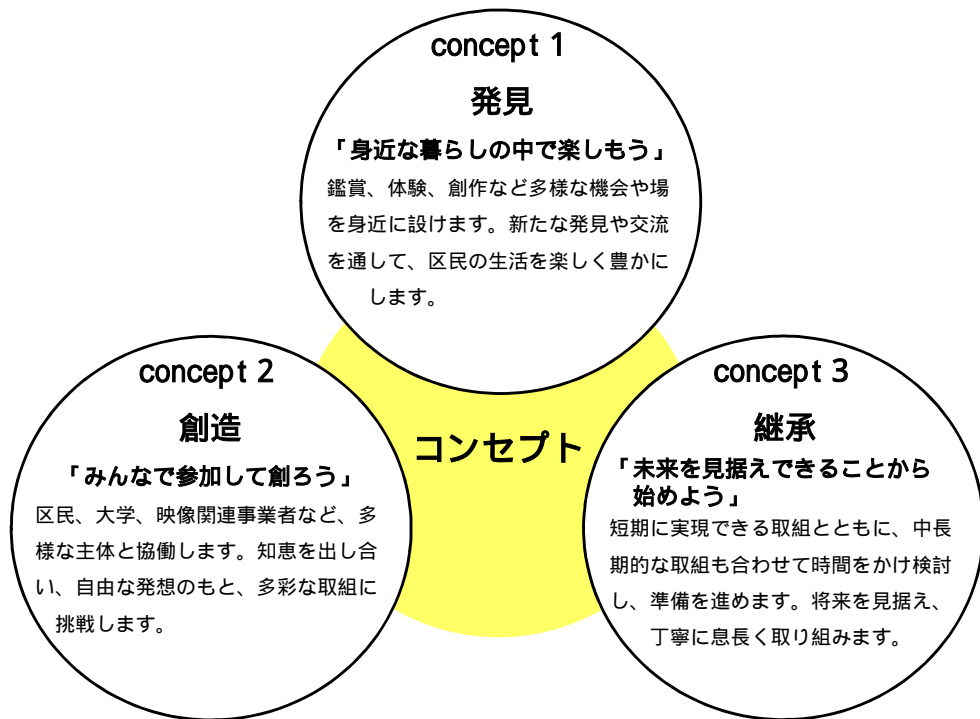 concept 1
発見
「身近な暮らしの中で楽しもう」
鑑賞、体験、創作など多様な機会や場
を身近に設けます。新たな発見や交流
を通して、区民の生活を楽しく豊かに
します。
コンセプト
concept 2
創造
「みんなで参加して創ろう」
区民、大学、映像関連事業者など、多
様な主体と協働します。知恵を出し合
い、自由な発想のもと、多彩な取組に
挑戦します。
concept 3
継承
「未来を見据えできることから
始めよう」
短期に実現できる取組とともに、中長
期的な取組も合わせて時間をかけ検討
し、準備を進めます。将来を見据え、
丁寧に息長く取り組みます。